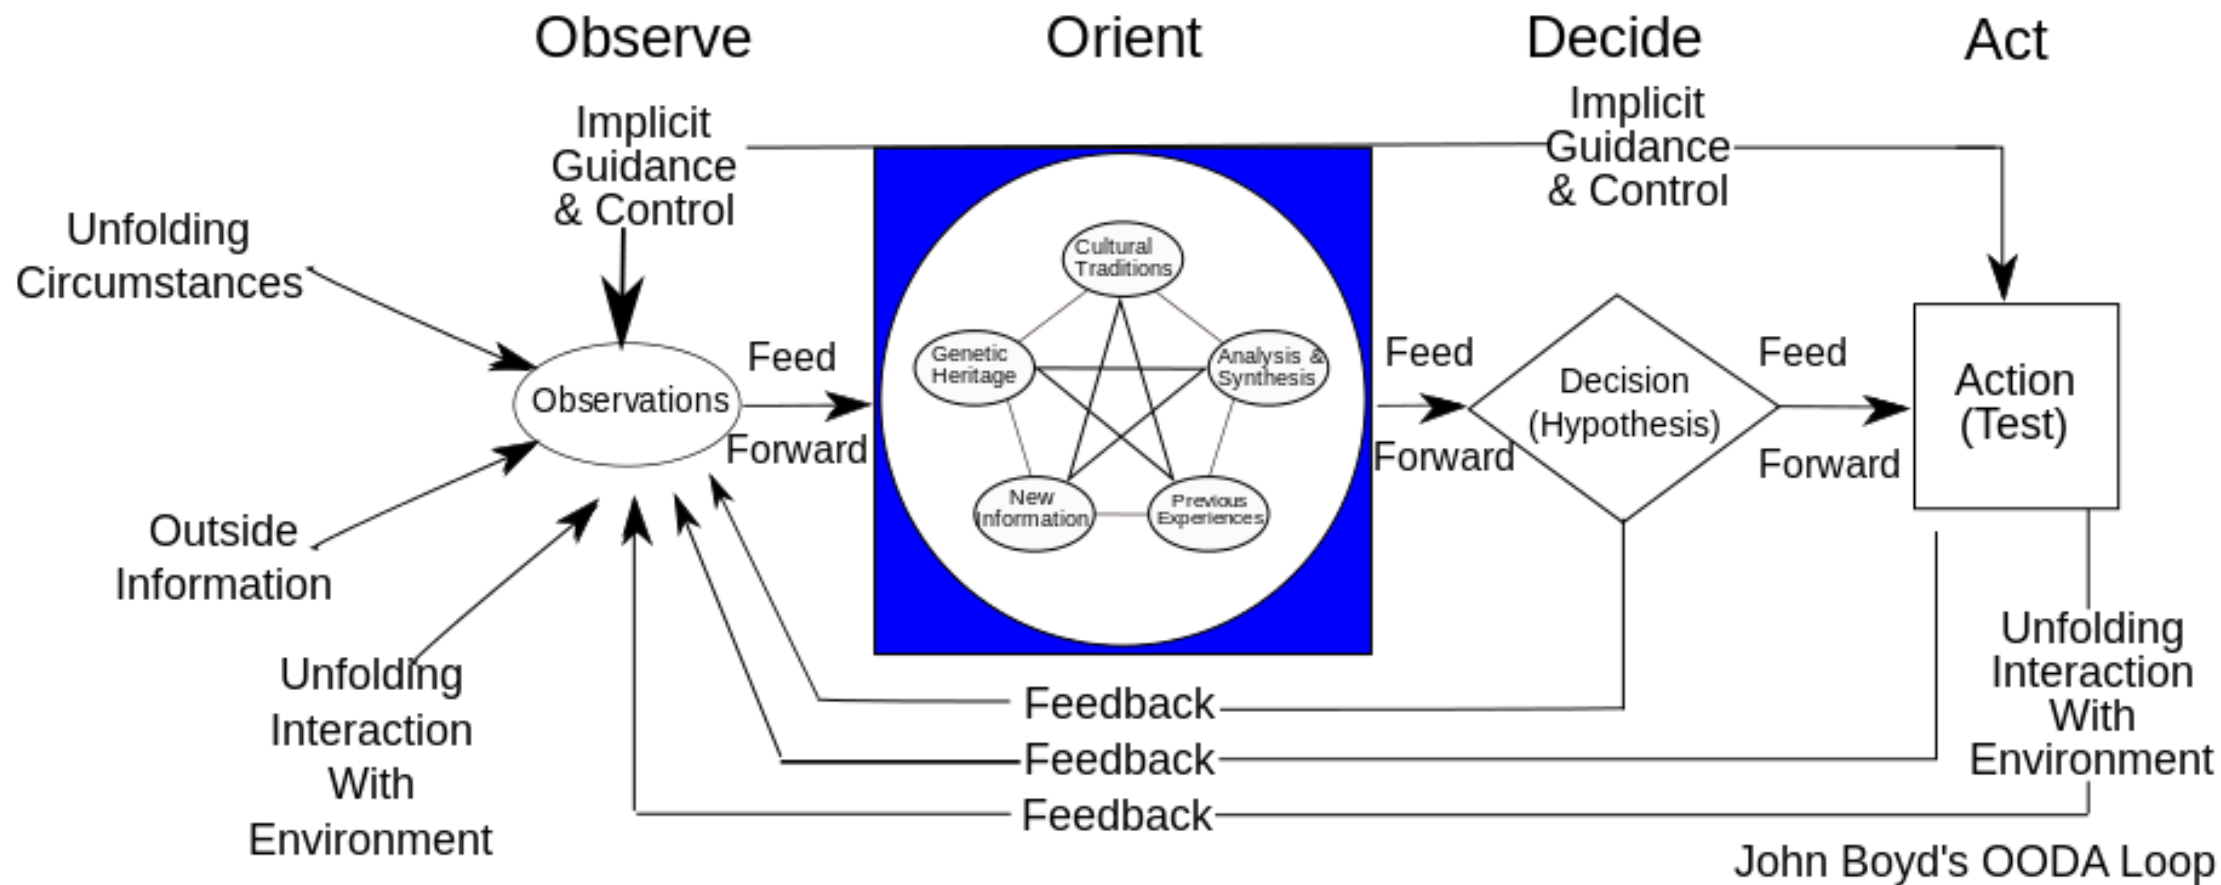 Observe
Orient
Decide
Act
Implicit
Guidance
& Control
Implicit
Guidance
& Control
Unfolding
Circumstances
Outside
Information
Unfolding
Interaction
With
Environment
Observations
Feed
Forward
Cultural
Traditions
Genetic
Heritage
Analysis &
Synthesis
New
Information
Previous
Experiences
Feed
Forward
Decision
(Hypothesis)
Feed
Forward
Action
(Test)
Unfolding
Interaction
With
Environment
Feedback
Feedback
Feedback
John Boyd's OODA Loop